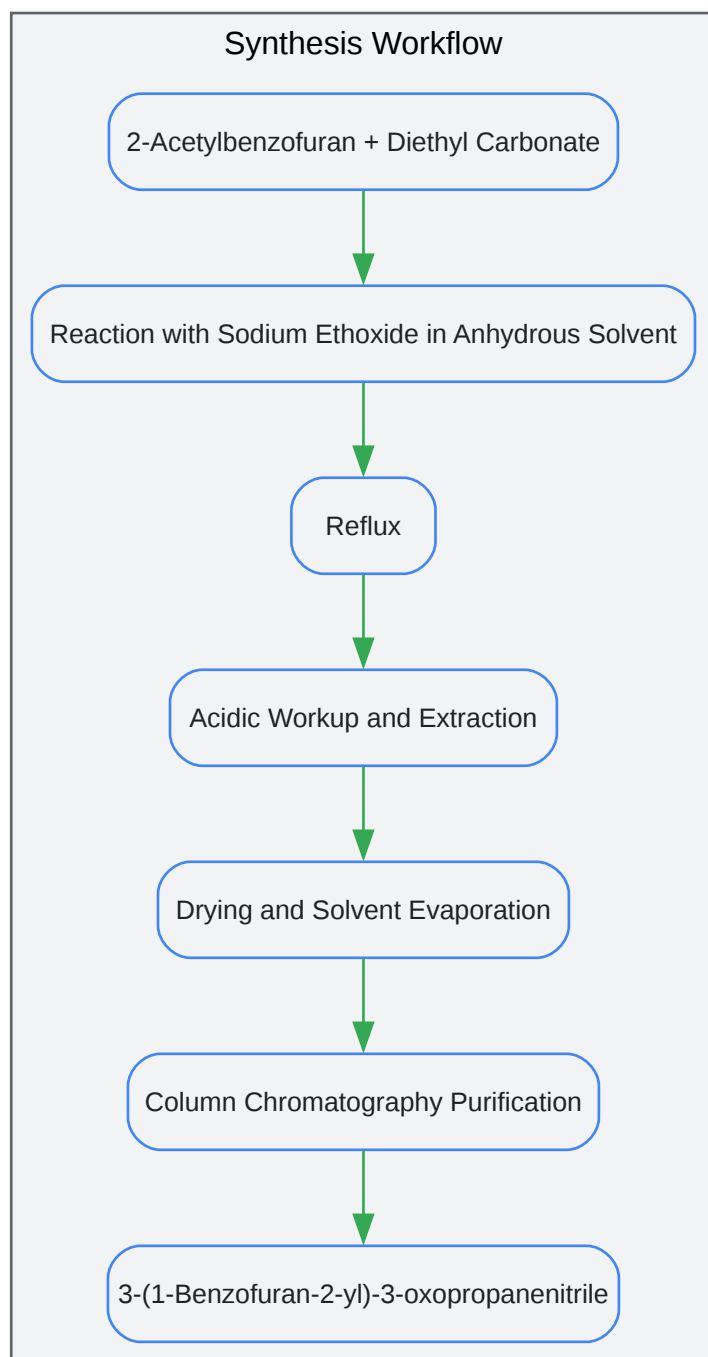 Synthesis Workflow
2-Acetylbenzofuran + Diethyl Carbonate
Reaction with Sodium Ethoxide in Anhydrous Solvent
Reflux
Acidic Workup and Extraction
Drying and Solvent Evaporation
Column Chromatography Purification
3-(1-Benzofuran-2-yl)-3-oxopropanenitrile